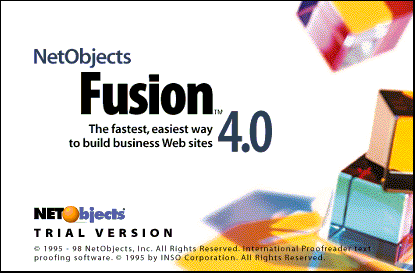 NetObjects
Fusion™
4.0
The fastest, easiest way
to build business Web sites
NETObjects®
TRIAL VERSION
© 1995 - 98 NetObjects, Inc. All Rights Reserved. International Proofreader text
proofing software. © 1995 by INSO Corporation. All Rights Reserved.